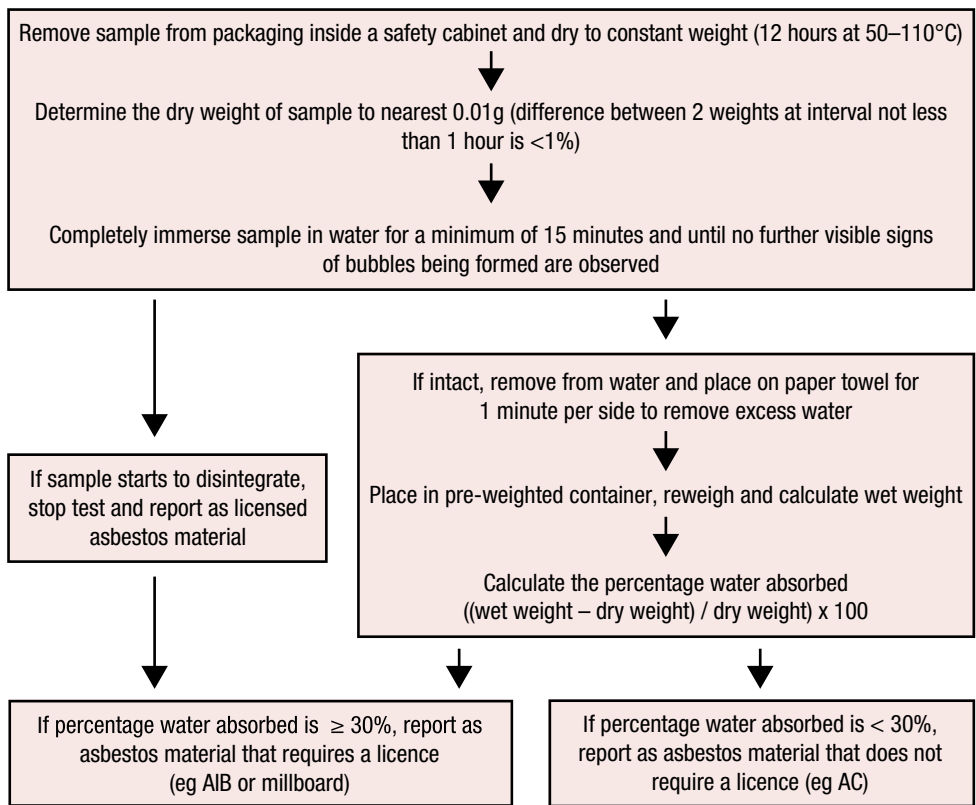 Remove sample from packaging inside a safety cabinet and dry to constant weight (12 hours at 50–110°C)
Determine the dry weight of sample to nearest 0.01g (difference between 2 weights at interval not less
than 1 hour is <1%)
Completely immerse sample in water for a minimum of 15 minutes and until no further visible signs
of bubbles being formed are observed
If intact, remove from water and place on paper towel for
1 minute per side to remove excess water
Place in pre-weighted container, reweigh and calculate wet weight
Calculate the percentage water absorbed
((wet weight – dry weight) / dry weight) x 100
If sample starts to disintegrate,
stop test and report as licensed
asbestos material
If percentage water absorbed is ≥ 30%, report as
asbestos material that requires a licence
(eg AIB or millboard)
If percentage water absorbed is < 30%,
report as asbestos material that does not
require a licence (eg AC)